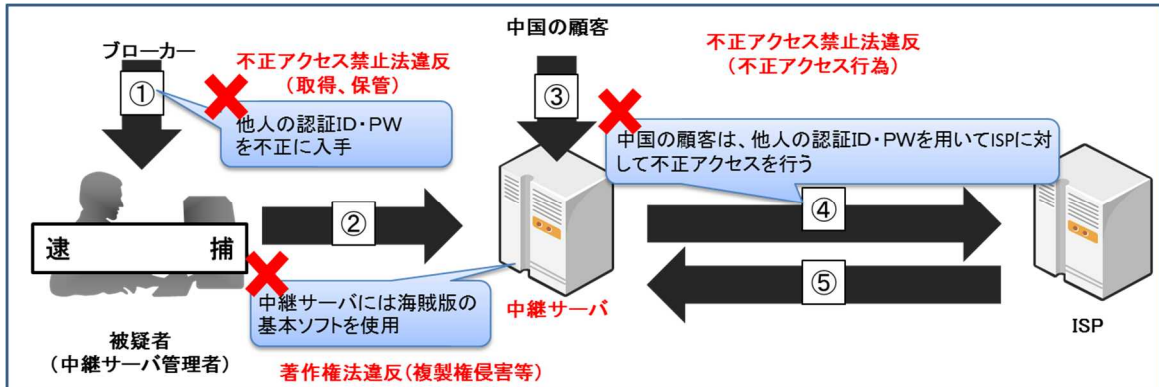 ブローカー
①
不正アクセス禁止法違反
(取得、保管)
他人の認証ID・PW
を不正に入手
中国の顧客
③
不正アクセス禁止法違反
(不正アクセス行為)
中国の顧客は、他人の認証ID・PWを用いてISPに対
して不正アクセスを行う
逮　捕
②
④
⑤
中継サーバには海賊版の
基本ソフトを使用
中継サーバ
ISP
被疑者
(中継サーバ管理者)
著作権法違反(複製権侵害等)